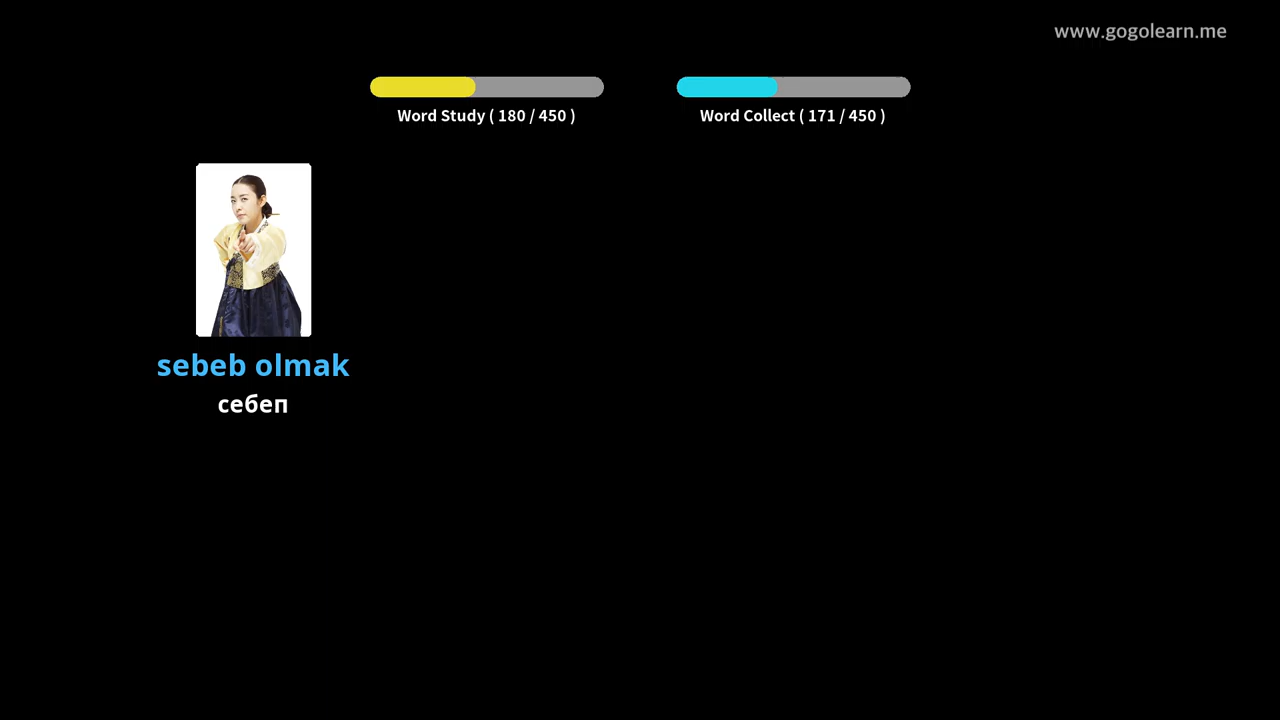 www.gogolearn.me
Word Study ( 180 / 450 )
Word Collect ( 171 / 450 )
sebeb olmak
себеп